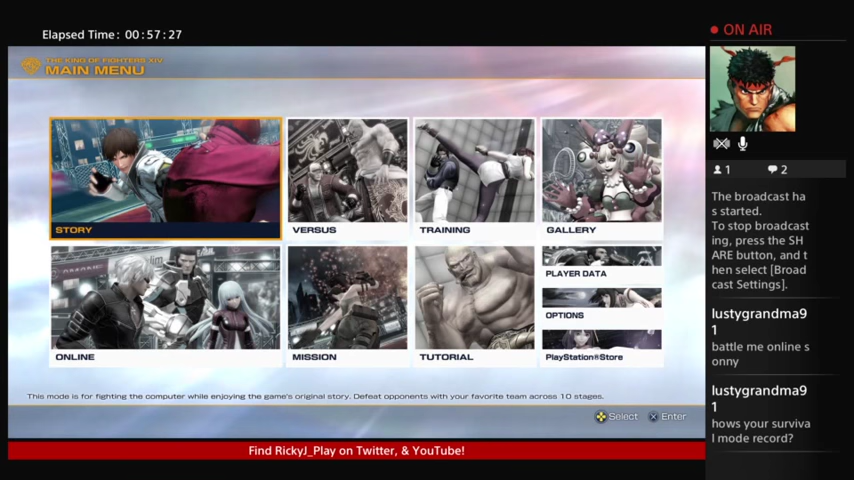 Elapsed Time: 00:57:27
ON AIR
THE KING OF FIGHTERS XIV
MAIN MENU
STORY
VERSUS
TRAINING
GALLERY
PLAYER DATA
OPTIONS
ONLINE
MISSION
TUTORIAL
PlayStation®Store
This mode is for fighting the computer while enjoying the game's original story. Defeat opponents with your favorite team across 10 stages.
Select
Enter
Find RickyJ_Play on Twitter, & YouTube!
1
2
The broadcast ha
s started.
To stop broadcast
ing, press the SH
ARE button, and t
hen select [Broad
cast Settings].
lustygrandma9
1
battle me online s
onny
lustygrandma9
1
hows your surviva
l mode record?